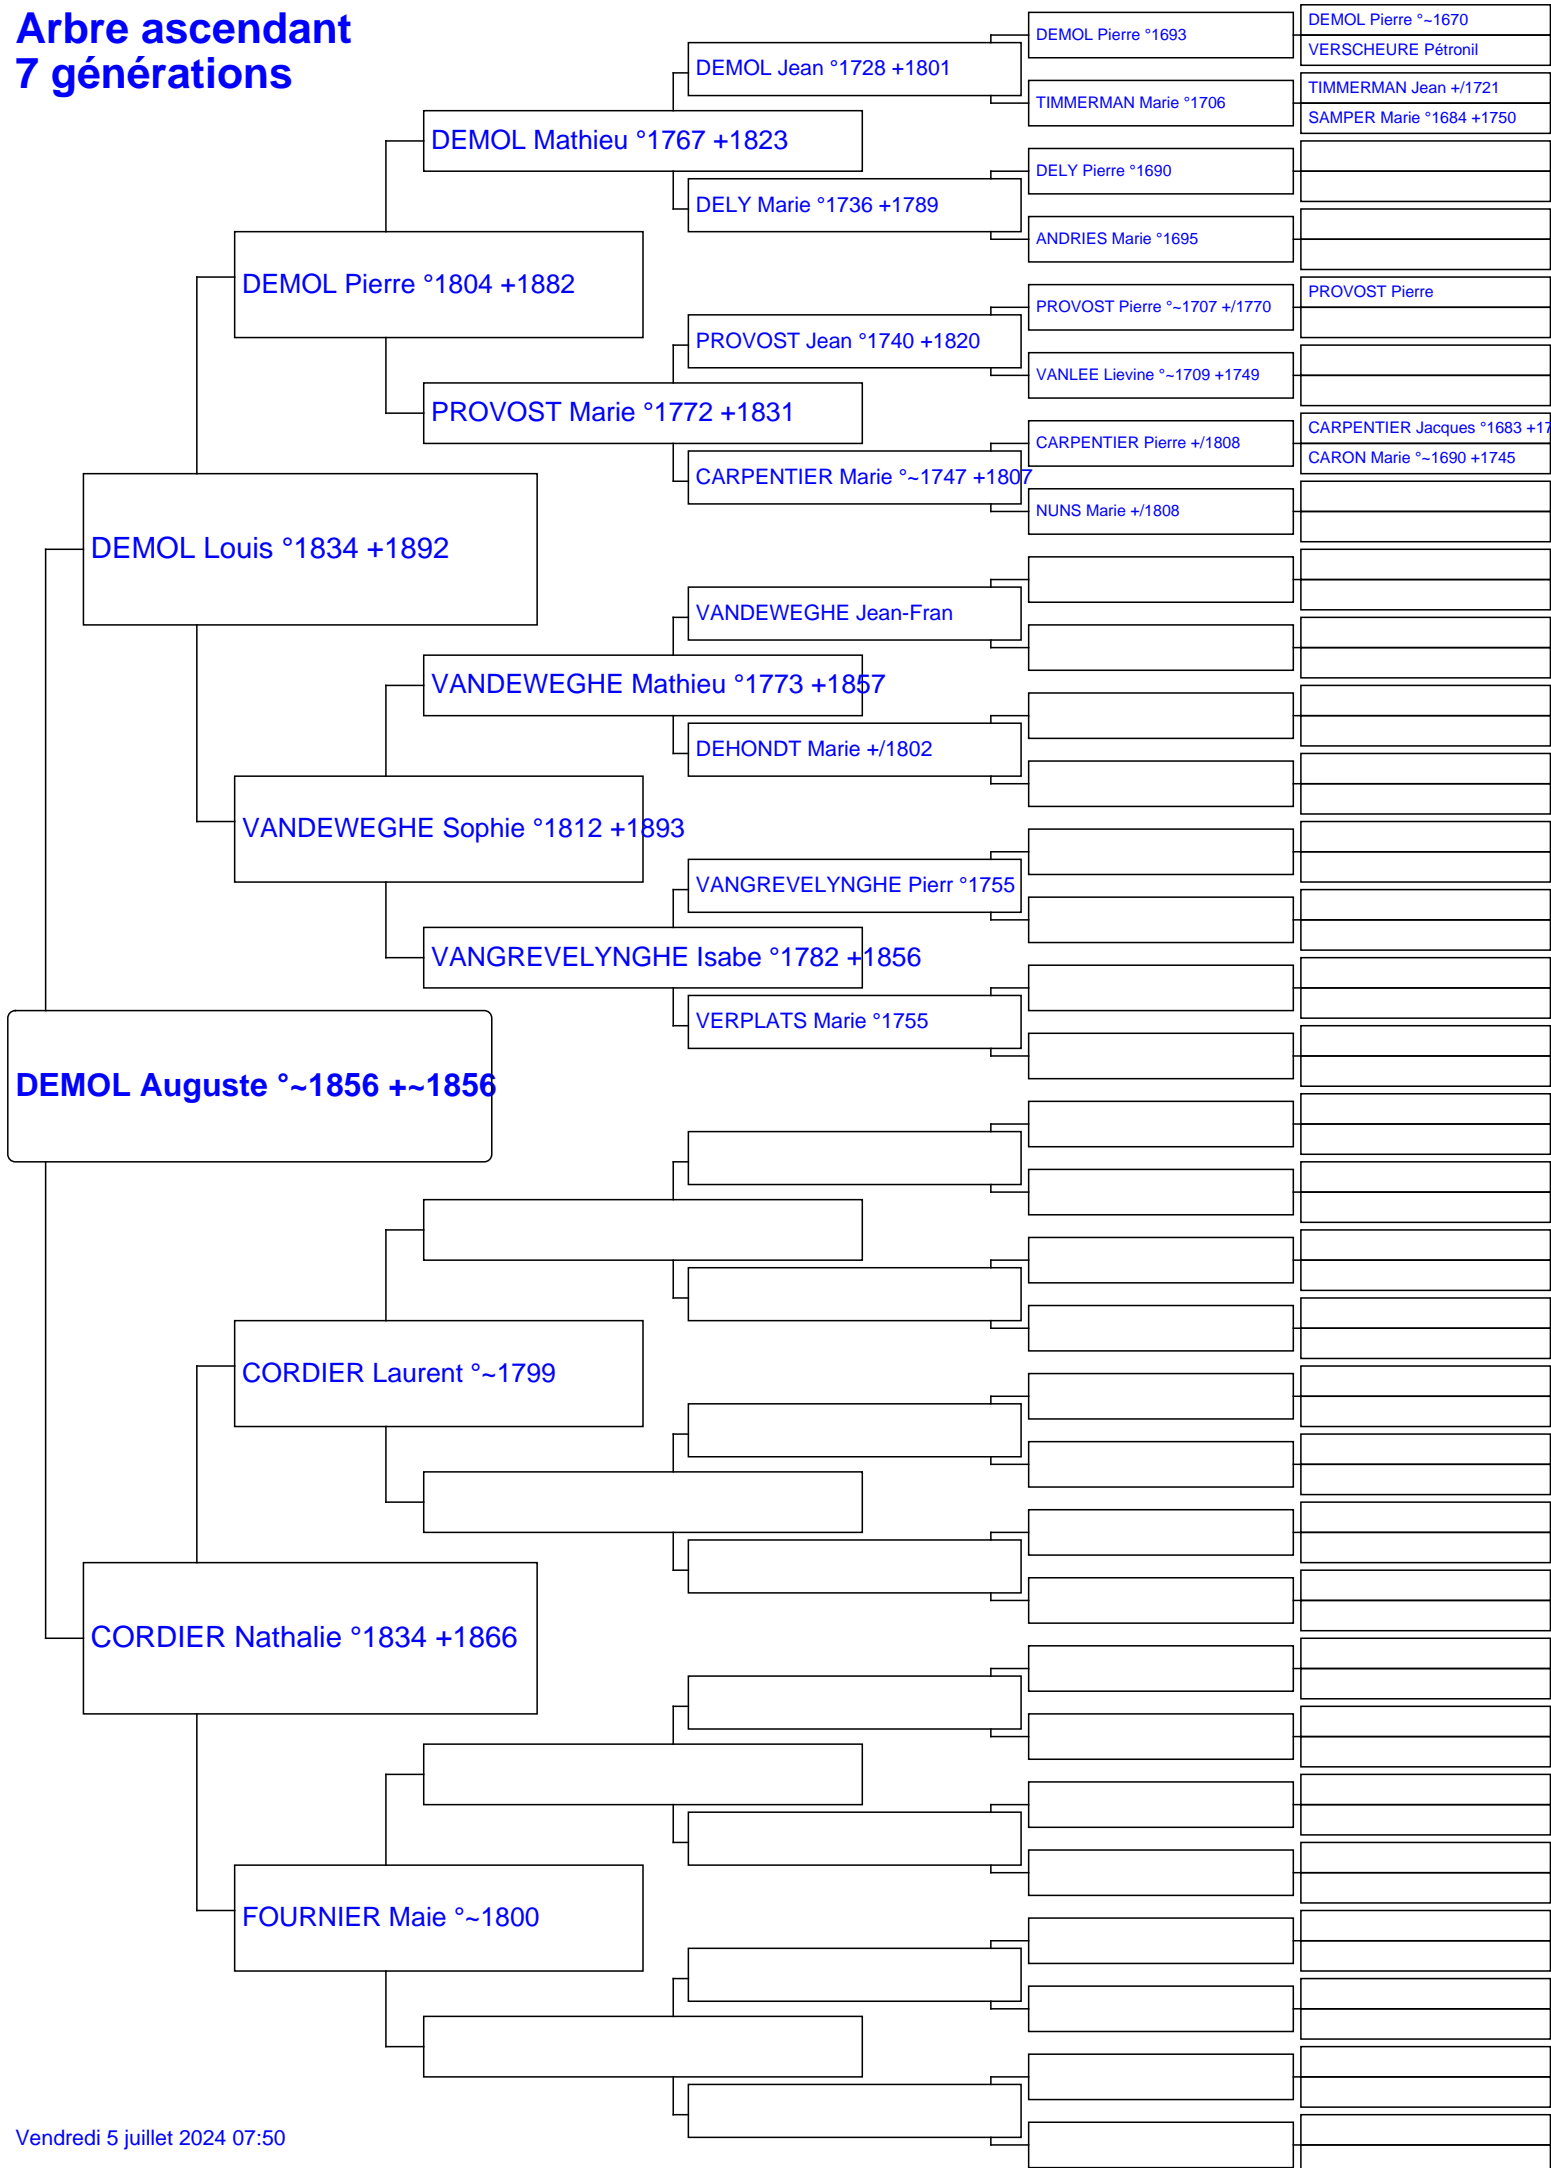 Arbre ascendant
7 générations
DEMOL Auguste °~1856 +~1856
DEMOL Louis °1834 +1892
CORDIER Nathalie °1834 +1866
DEMOL Pierre °1804 +1882
VANDEWEGHE Sophie °1812 +1893
CORDIER Laurent °~1799
FOURNIER Maie °~1800
DEMOL Mathieu °1767 +1823
PROVOST Marie °1772 +1831
VANDEWEGHE Mathieu °1773 +1857
VANGREVELYNGHE Isabe °1782 +1856
DEMOL Jean °1728 +1801
DELY Marie °1736 +1789
PROVOST Jean °1740 +1820
CARPENTIER Marie °~1747 +1807
VANDEWEGHE Jean-Fran
DEHONDT Marie +/1802
VANGREVELYNGHE Pierr °1755
VERPLATS Marie °1755
DEMOL Pierre °1693
TIMMERMAN Marie °1706
DELY Pierre °1690
ANDRIES Marie °1695
PROVOST Pierre °~1707 +/1770
VANLEE Lievine °~1709 +1749
CARPENTIER Pierre +/1808
NUNS Marie +/1808
DEMOL Pierre °~1670
VERSCHEURE Pétronil
TIMMERMAN Jean +/1721
SAMPER Marie °1684 +1750
PROVOST Pierre
CARPENTIER Jacques °1683 +17
CARON Marie °~1690 +1745
Vendredi 5 juillet 2024 07:50